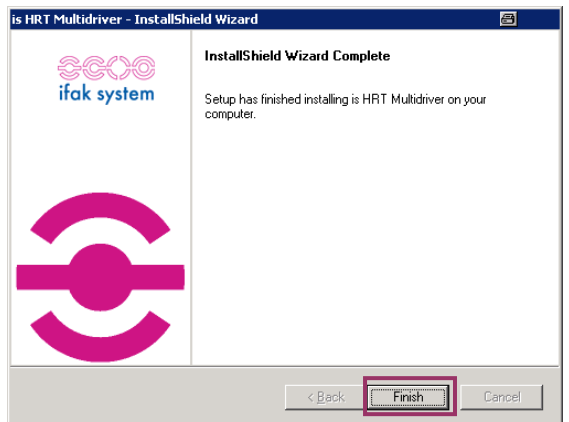 is HRT Multidriver - InstallShield Wizard
ifak system
InstallShield Wizard Complete
Setup has finished installing is HRT Multidriver on your
computer.
< Back
Finish
Cancel